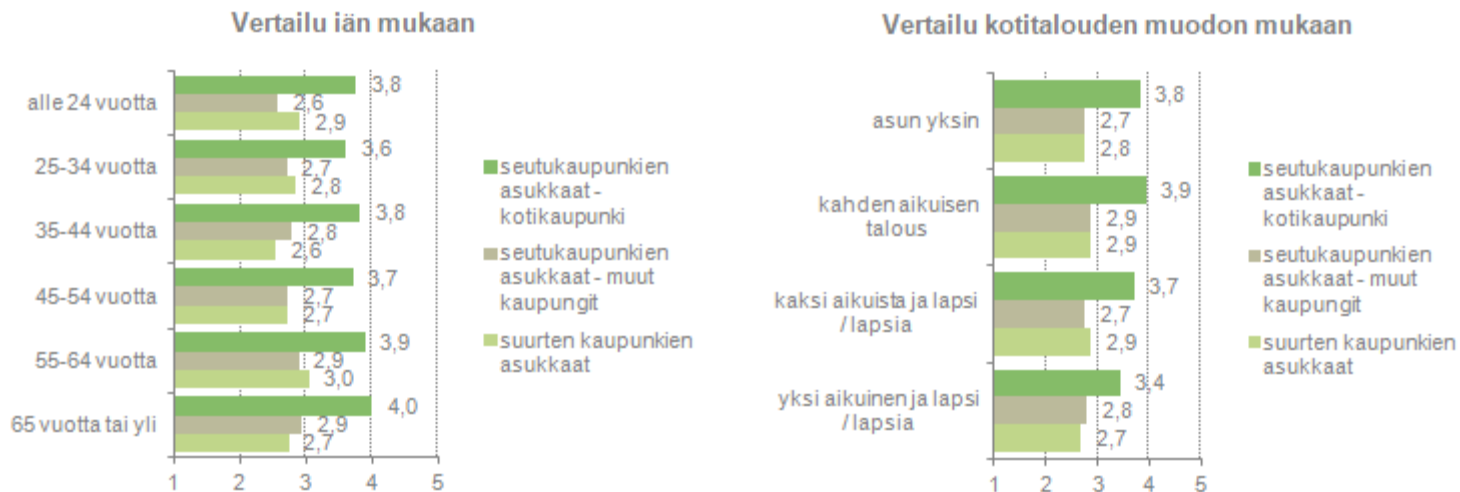 Vertailu iän mukaan
alle 24 vuotta
3,8
2,6
2,9
25-34 vuotta
3,6
2,7
2,8
35-44 vuotta
3,8
2,8
2,6
45-54 vuotta
3,7
2,7
2,7
55-64 vuotta
3,9
2,9
3,0
65 vuotta tai yli
4,0
2,9
2,7
1 2 3 4 5
seutukaupunkien
asukkaat -
kotikaupunki
seutukaupunkien
asukkaat - muut
kaupungit
suurten kaupunkien
asukkaat
Vertailu kotitalouden muodon mukaan
asun yksin
3,8
2,7
2,8
kahden aikuisen
talous
3,9
2,9
2,9
kaksi aikuista ja lapsi
/ lapsia
3,7
2,7
2,9
yksi aikuinen ja lapsi
/ lapsia
3,4
2,8
2,7
1 2 3 4 5
seutukaupunkien
asukkaat -
kotikaupunki
seutukaupunkien
asukkaat - muut
kaupungit
suurten kaupunkien
asukkaat